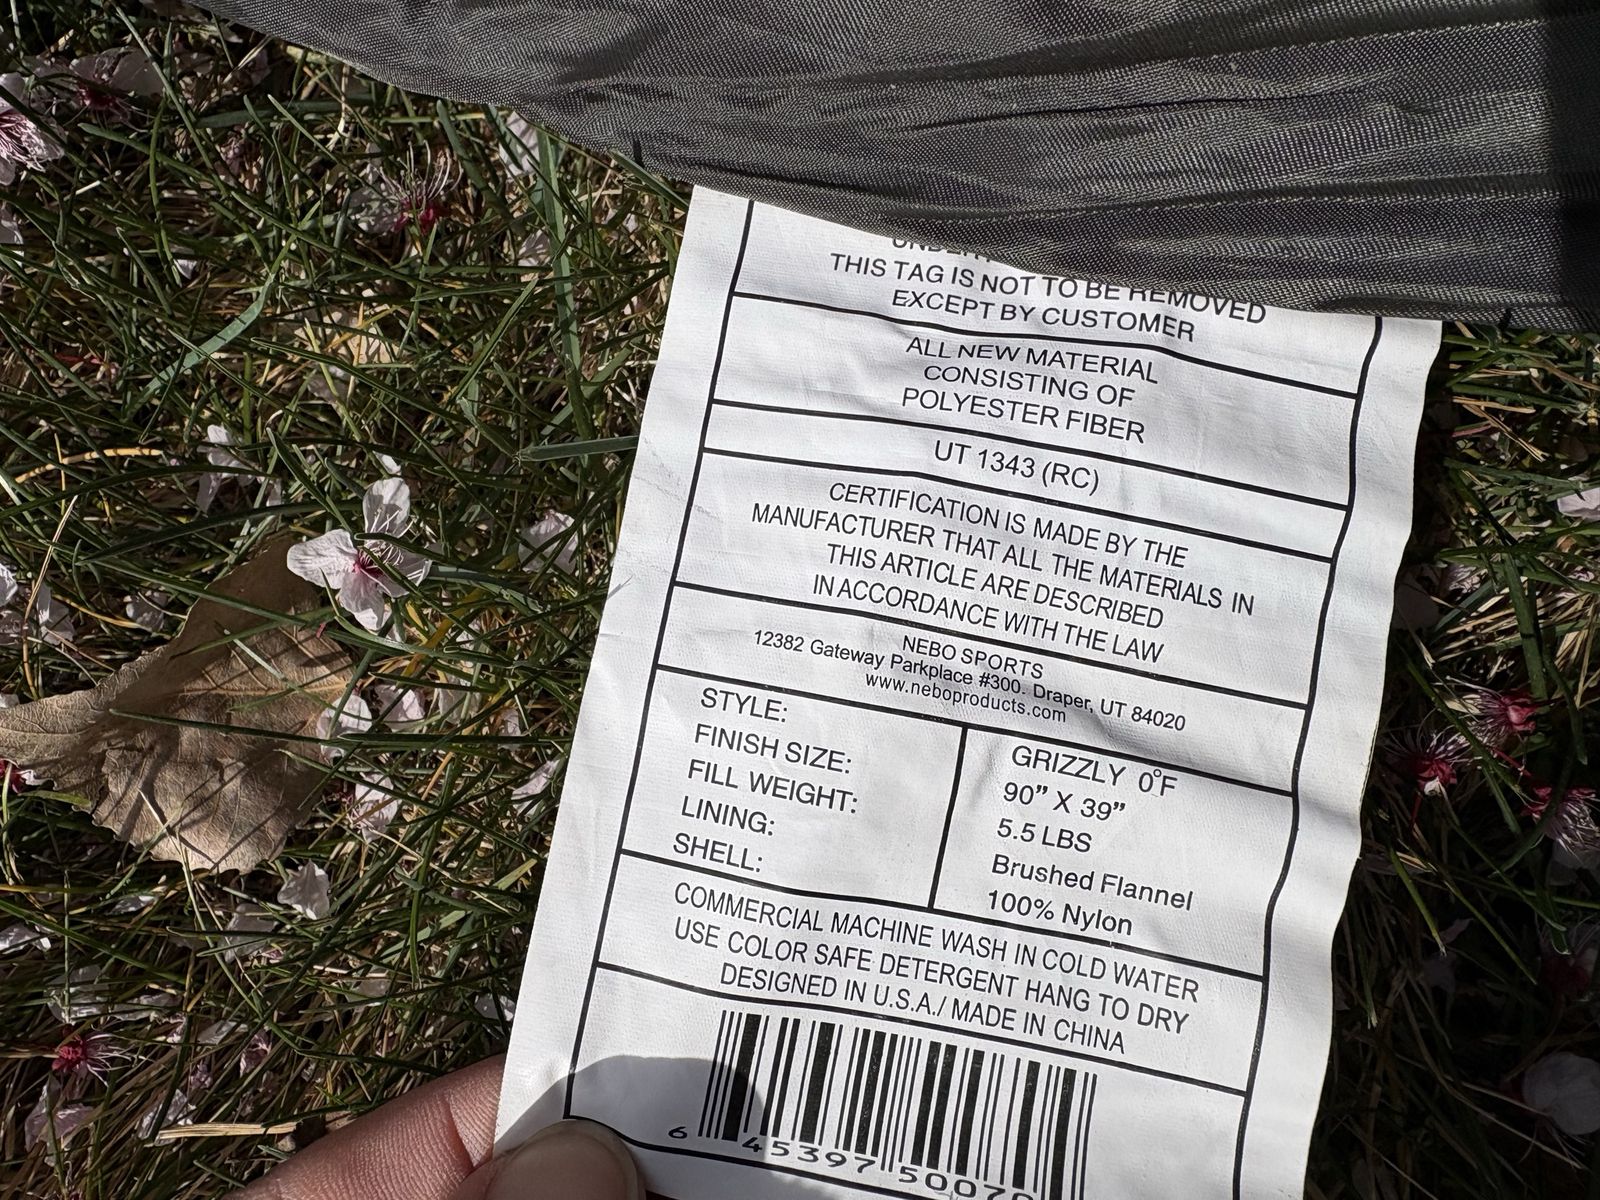 THIS TAG IS NOT TO BE REMOVED
EXCEPT BY CUSTOMER
ALL NEW MATERIAL
CONSISTING OF
POLYESTER FIBER
UT 1343 (RC)
CERTIFICATION IS MADE BY THE
MANUFACTURER THAT ALL THE MATERIALS IN
THIS ARTICLE ARE DESCRIBED
IN ACCORDANCE WITH THE LAW
NEBO SPORTS
12382 Gateway Parkplace #300. Draper, UT 84020
www.neboproducts.com
STYLE: GRIZZLY 0°F
FINISH SIZE: 90” X 39”
FILL WEIGHT: 5.5 LBS
LINING: Brushed Flannel
SHELL: 100% Nylon
COMMERCIAL MACHINE WASH IN COLD WATER
USE COLOR SAFE DETERGENT HANG TO DRY
DESIGNED IN U.S.A./ MADE IN CHINA
6 45397 50070